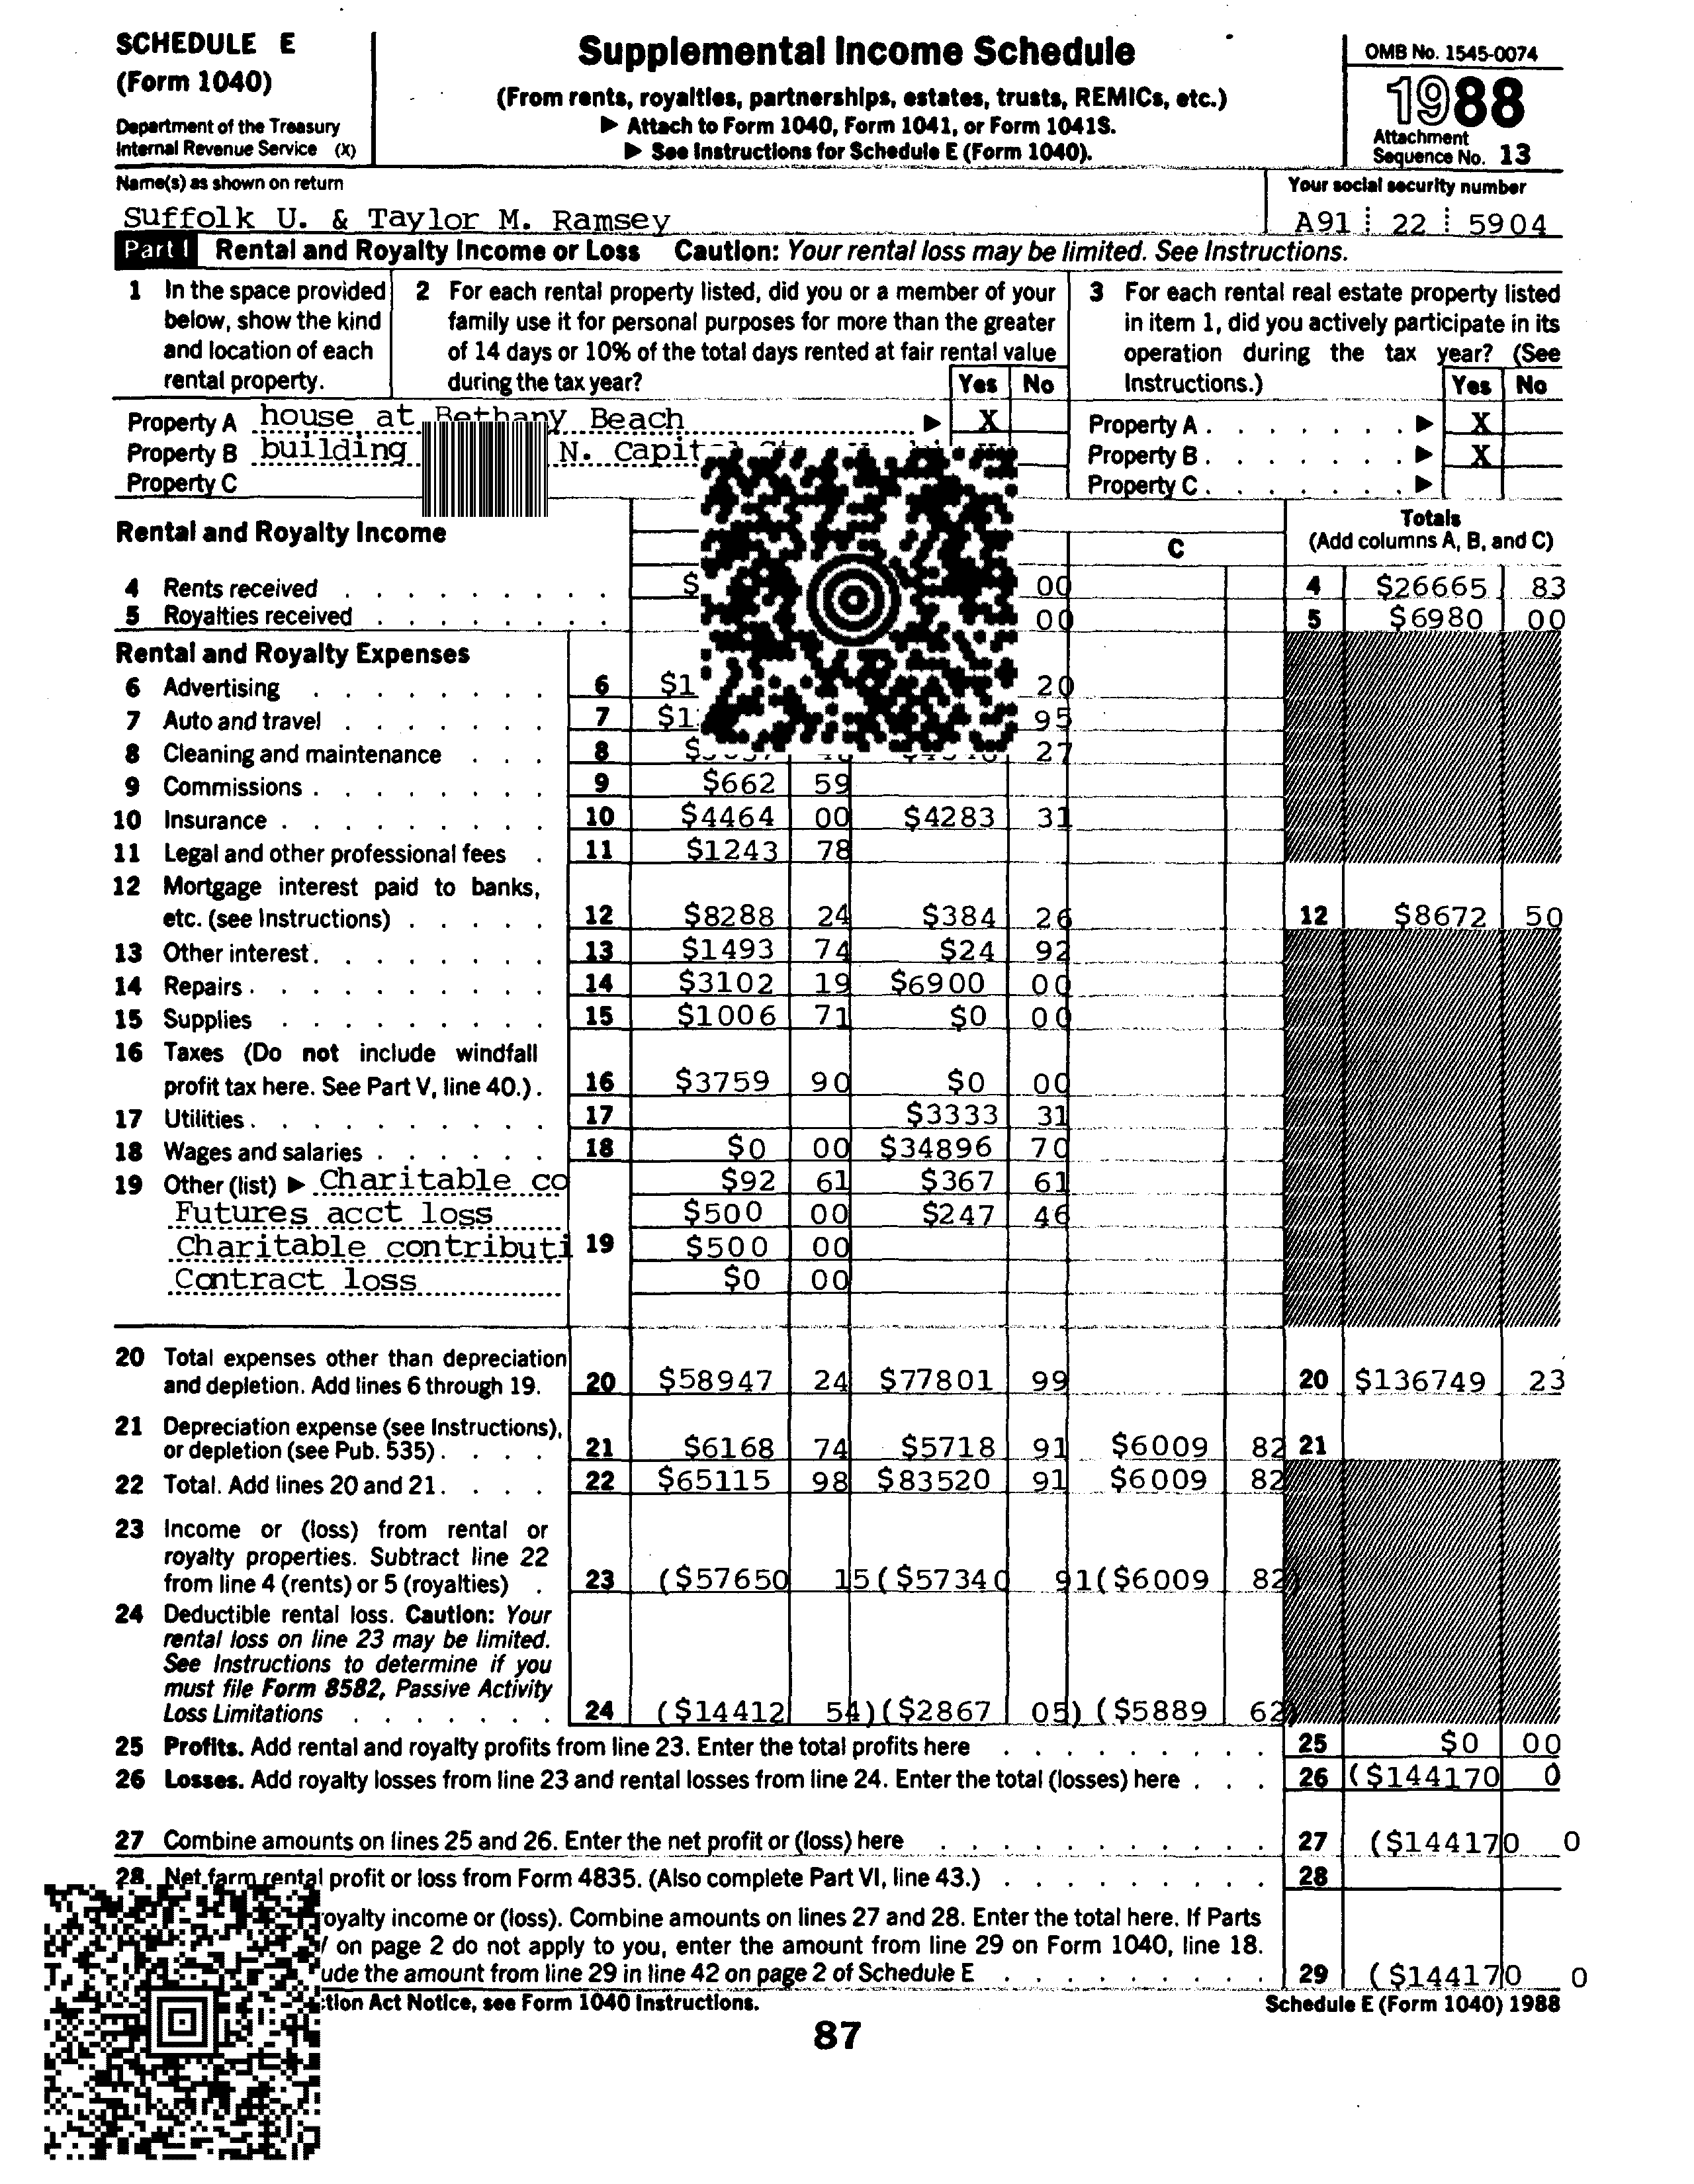 SCHEDULE E
(Form 1040)
Department of the Treasury
Internal Revenue Service (X)
Supplemental Income Schedule
(From rents, royalties, partnerships, estates, trusts, REMICs, etc.)
▶ Attach to Form 1040, Form 1041, or Form 1041S.
▶ See Instructions for Schedule E (Form 1040).
OMB No. 1545-0074
1988
Attachment
Sequence No. 13
Name(s) as shown on return
Your social security number
Suffolk U. & Taylor M. Ramsey
A91 22 5904
Part I Rental and Royalty Income or Loss Caution: Your rental loss may be limited. See Instructions.
1 In the space provided
below, show the kind
and location of each
rental property.
2 For each rental property listed, did you or a member of your
family use it for personal purposes for more than the greater
of 14 days or 10% of the total days rented at fair rental value
during the tax year?
Yes No
3 For each rental real estate property listed
in item 1, did you actively participate in its
operation during the tax year? (See
Instructions.)
Yes No
Property A house at Bethany Beach ▶ X
Property A . . . . . . . ▶ X
Property B building N.
Property B . . . . . . . ▶ X
Property C
Property C . . . . . . . ▶
Rental and Royalty Income
C
Totals
(Add columns A, B, and C)
4 Rents received . . . . . . . . . 00 4 $26665 83
5 Royalties received . . . . . . . . 00 5 $6980 00
Rental and Royalty Expenses
6 Advertising . . . . . . . . 6 20
7 Auto and travel . . . . . . . 7 95
8 Cleaning and maintenance . . . 8 27
9 Commissions . . . . . . . . 9 $662 59
10 Insurance . . . . . . . . . 10 $4464 00 $4283 31
11 Legal and other professional fees . 11 $1243 78
12 Mortgage interest paid to banks,
etc. (see Instructions) . . . . . 12 $8288 24 $384 26 12 $8672 50
13 Other interest. . . . . . . . 13 $1493 74 $24 92
14 Repairs . . . . . . . . . . 14 $3102 19 $6900 00
15 Supplies . . . . . . . . . 15 $1006 71 $0 00
16 Taxes (Do not include windfall
profit tax here. See Part V, line 40.) . 16 $3759 90 $0 00
17 Utilities. . . . . . . . . . 17 $3333 31
18 Wages and salaries . . . . . . 18 $0 00 $34896 70
19 Other (list) ▶ Charitable co $92 61 $367 61
Futures acct loss $500 00 $247 46
Charitable contributi 19 $500 00
Contract loss $0 00
20 Total expenses other than depreciation
and depletion. Add lines 6 through 19. 20 $58947 24 $77801 99 20 $136749 23
21 Depreciation expense (see Instructions),
or depletion (see Pub. 535) . . . . 21 $6168 74 $5718 91 $6009 82 21
22 Total. Add lines 20 and 21. . . . . 22 $65115 98 $83520 91 $6009 82
23 Income or (loss) from rental or
royalty properties. Subtract line 22
from line 4 (rents) or 5 (royalties) . 23 ($57650 15 ($57340 91 ($6009 82)
24 Deductible rental loss. Caution: Your
rental loss on line 23 may be limited.
See Instructions to determine if you
must file Form 8582, Passive Activity
Loss Limitations . . . . . . . 24 ($14412 54) ($2867 05) ($5889 62)
25 Profits. Add rental and royalty profits from line 23. Enter the total profits here . . . . . . . . . 25 $0 00
26 Losses. Add royalty losses from line 23 and rental losses from line 24. Enter the total (losses) here . . . 26 ($144170 0
27 Combine amounts on lines 25 and 26. Enter the net profit or (loss) here . . . . . . . . . . . 27 ($144170 0
28 Net farm rental profit or loss from Form 4835. (Also complete Part VI, line 43.) . . . . . . . . . 28
oyalty income or (loss). Combine amounts on lines 27 and 28. Enter the total here. If Parts
on page 2 do not apply to you, enter the amount from line 29 on Form 1040, line 18.
ude the amount from line 29 in line 42 on page 2 of Schedule E . . . . . . . . . 29 ($144170 0
tion Act Notice, see Form 1040 Instructions.
Schedule E (Form 1040) 1988
87